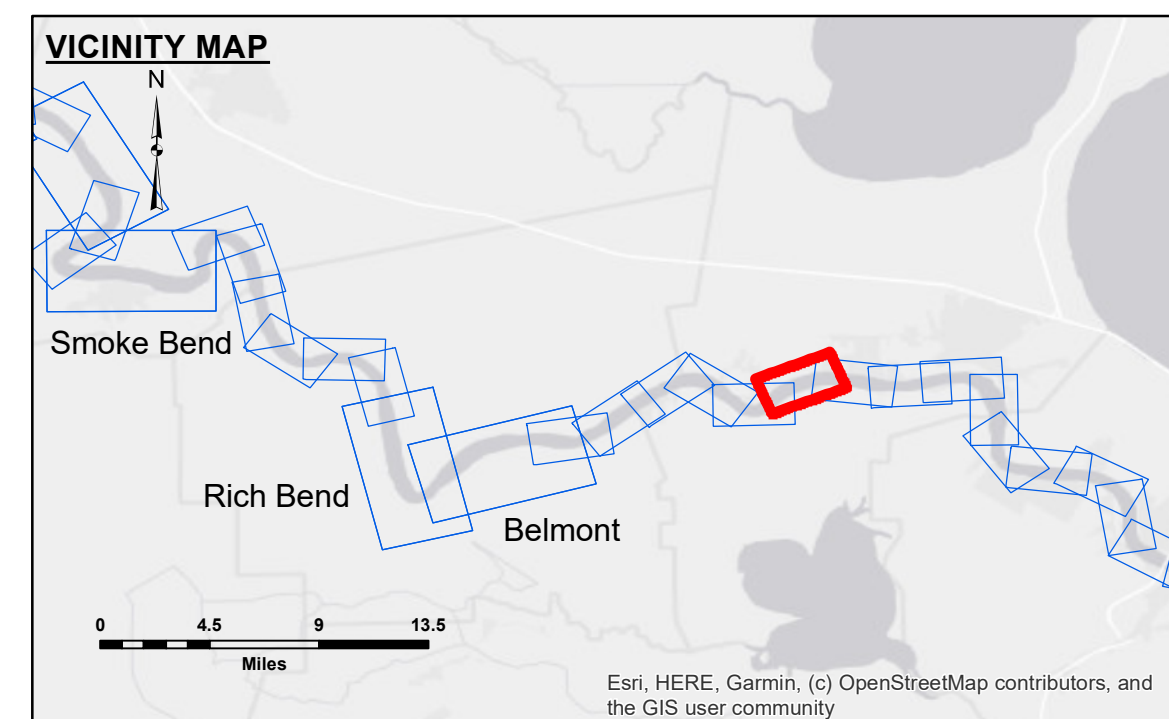 VICINITY MAP
N
Smoke Bend
Rich Bend
Belmont
0 4.5 9 13.5
Miles
Esri, HERE, Garmin, (c) OpenStreetMap contributors, and
the GIS user community